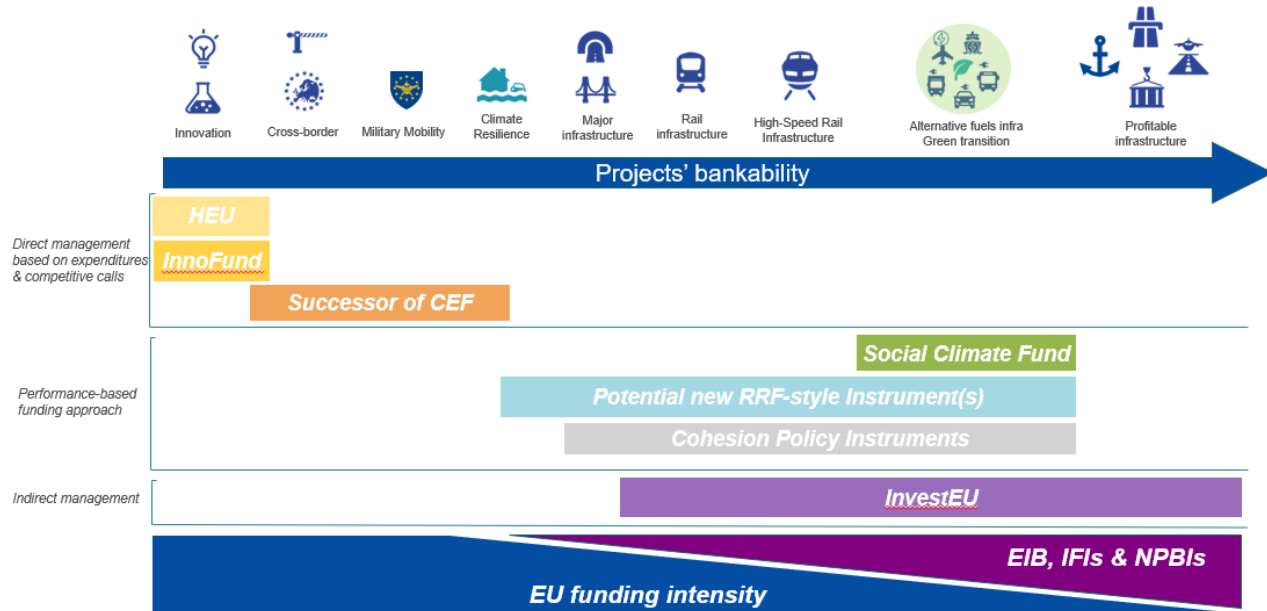 Innovation
Cross-border
Military Mobility
Climate
Resilience
Major
infrastructure
Rail
infrastructure
High-Speed Rail
Infrastructure
Alternative fuels infra
Green transition
Profitable
infrastructure
Projects' bankability
Direct management
based on expenditures
& competitive calls
HEU
InnoFund
Successor of CEF
Performance-based
funding approach
Social Climate Fund
Potential new RRF-style Instrument(s)
Cohesion Policy Instruments
Indirect management
InvestEU
EIB, IFIs & NPBIs
EU funding intensity